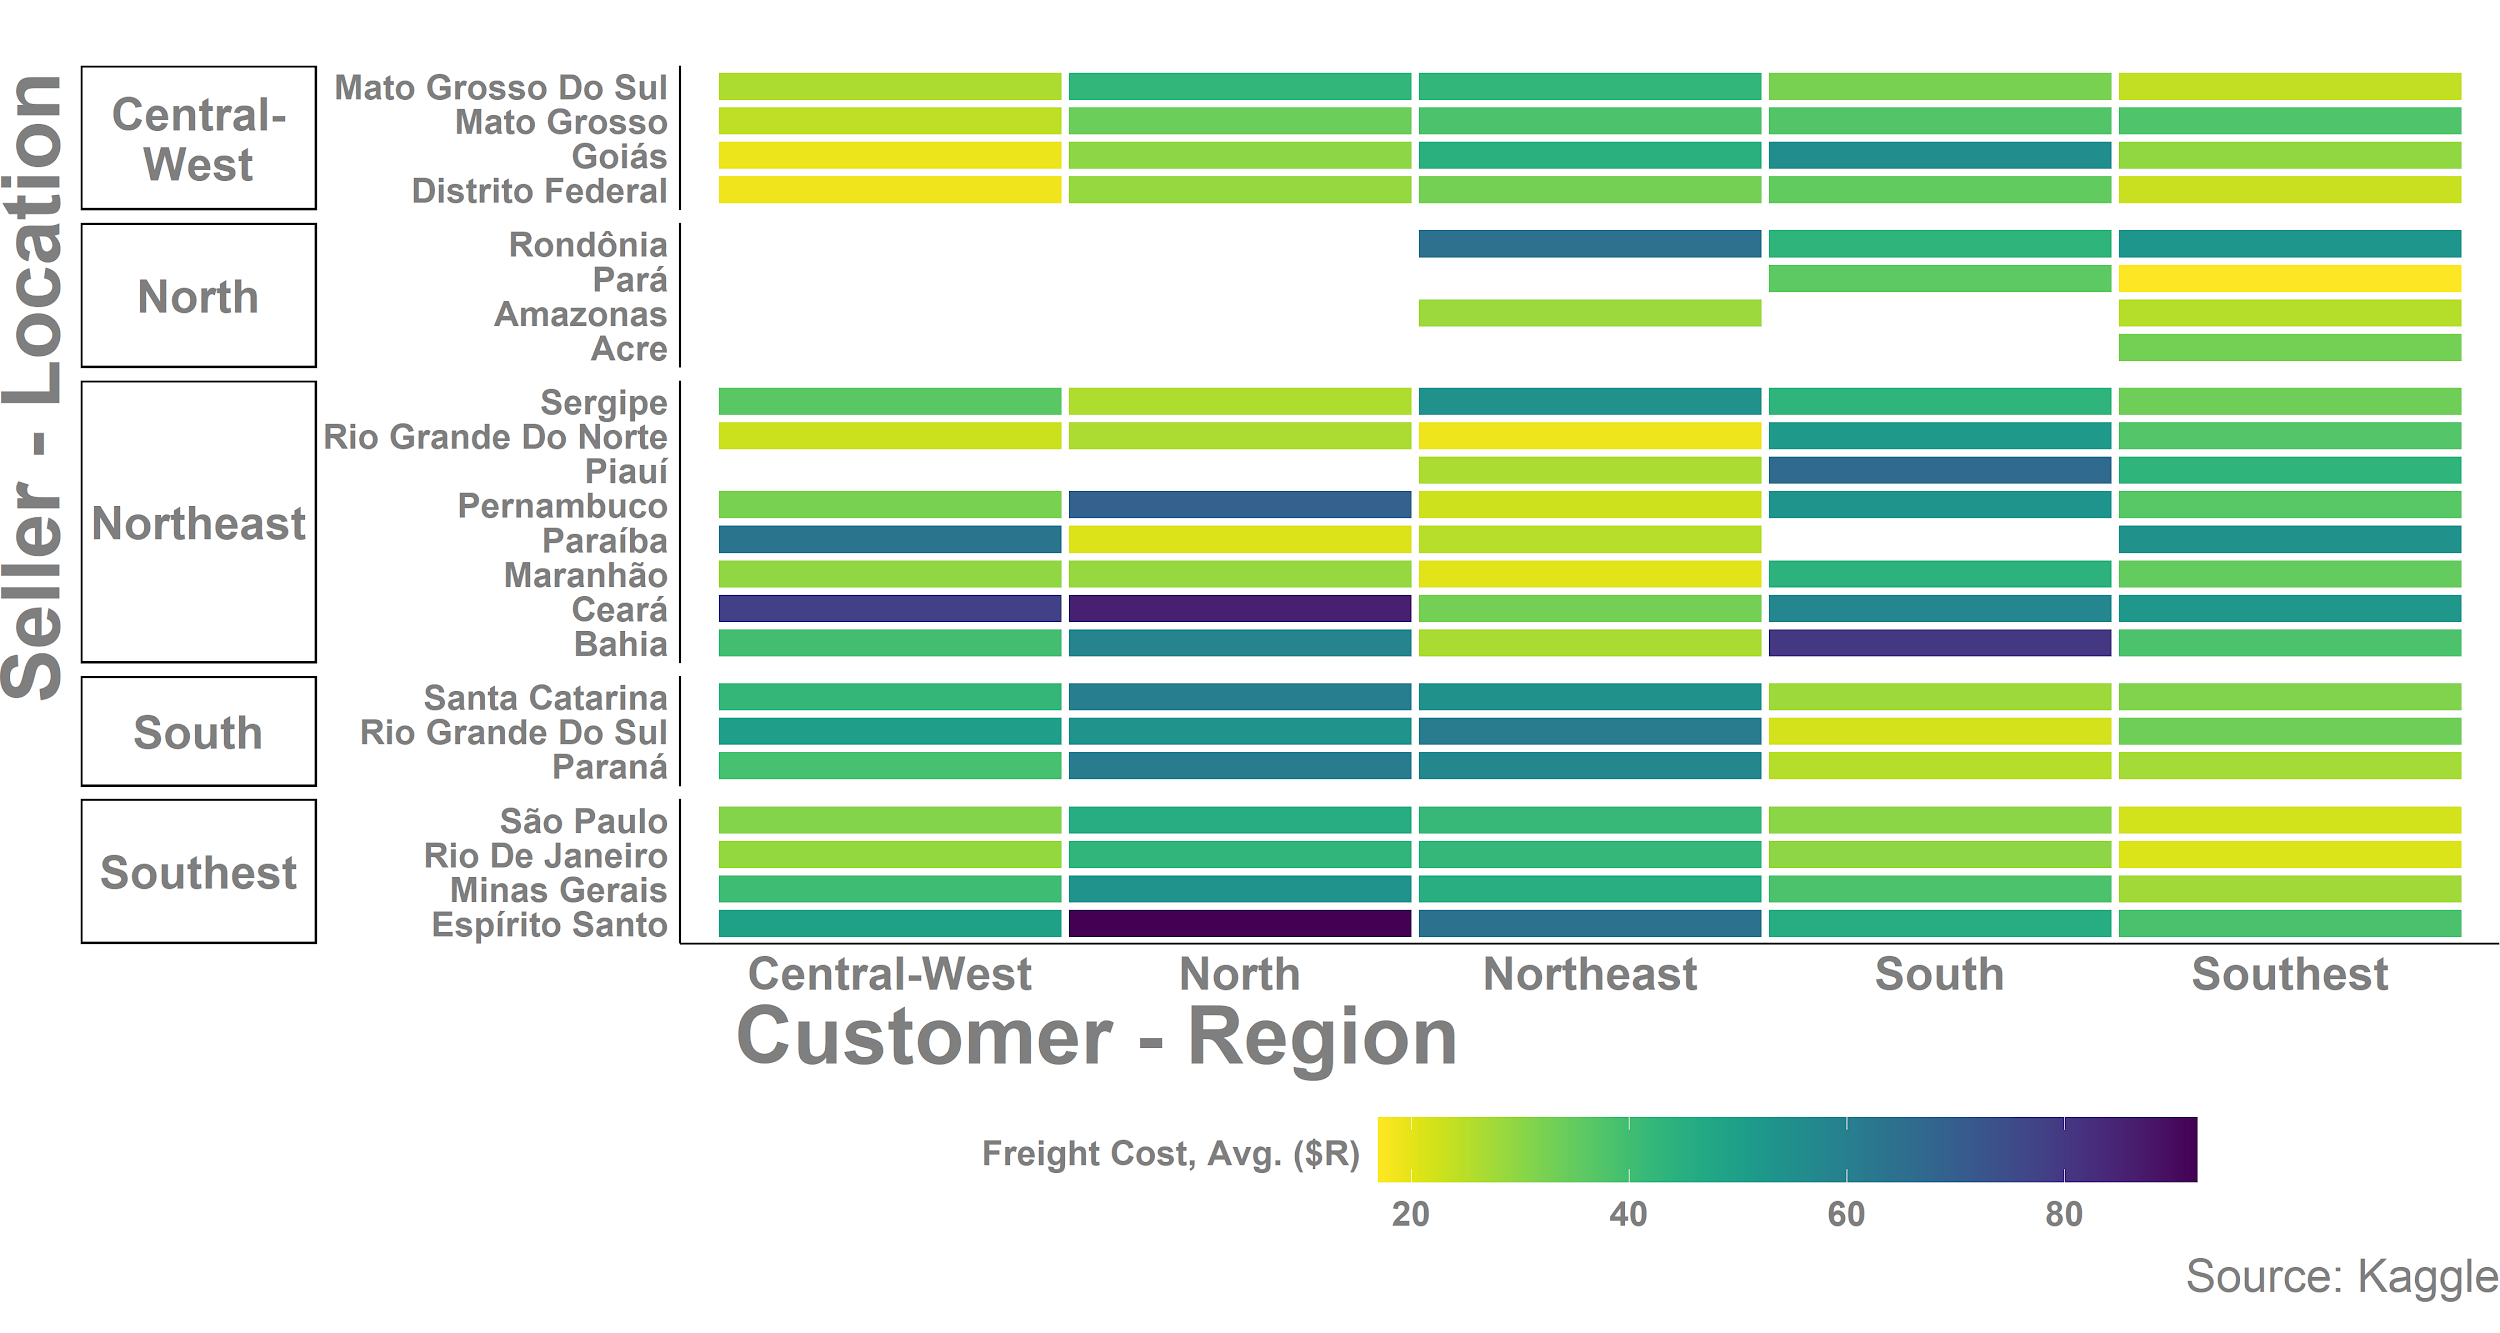 Seller - Location
Central-
West
Mato Grosso Do Sul
Mato Grosso
Goiás
Distrito Federal
North
Rondônia
Pará
Amazonas
Acre
Northeast
Sergipe
Rio Grande Do Norte
Piauí
Pernambuco
Paraíba
Maranhão
Ceará
Bahia
South
Santa Catarina
Rio Grande Do Sul
Paraná
Southest
São Paulo
Rio De Janeiro
Minas Gerais
Espírito Santo
Central-West North Northeast South Southest
Customer - Region
Freight Cost, Avg. ($R)
20 40 60 80
Source: Kaggle